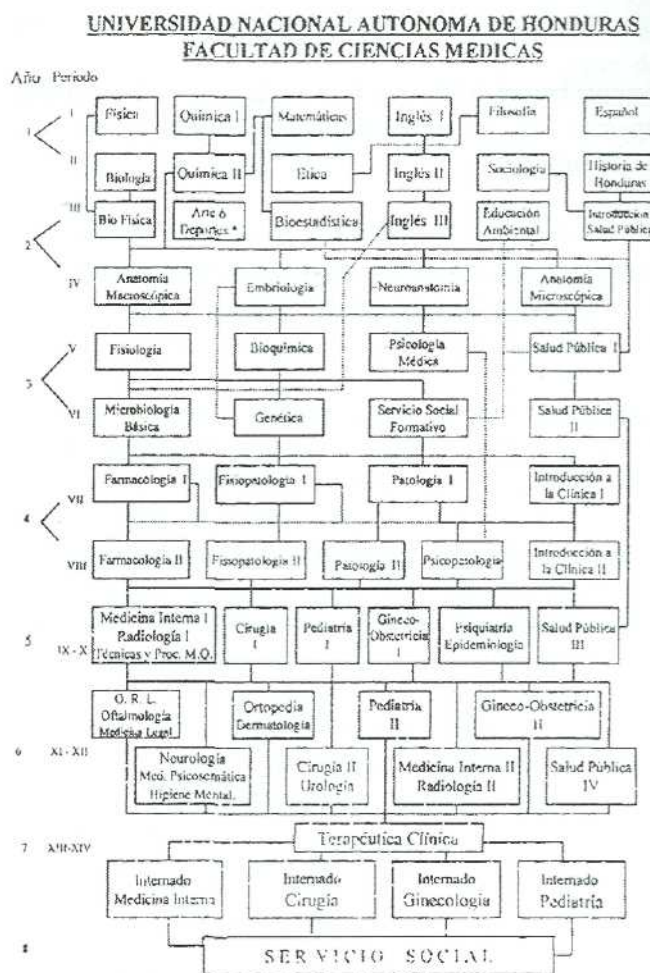 UNIVERSIDAD NACIONAL AUTONOMA DE HONDURAS
FACULTAD DE CIENCIAS MEDICAS
Año Periodo
I Física Química I Matemáticas Inglés I Filosofía Español
1
II Biología Química II Etica Inglés II Sociología Historia de
Honduras
III Bio Física Arte ó
Deportes * Bioestadística Inglés III Educación
Ambiental Introducción
Salud Pública
2
IV Anatomía
Macroscópica Embriología Neuroanatomía Anatomía
Microscópica
V Fisiología Bioquímica Psicología
Médica Salud Pública I
3
VI Microbiología
Básica Genética Servicio Social
Formativo Salud Pública
II
VII Farmacología I Fisiopatología I Patología I Introducción a
la Clínica I
4
VIII Farmacología II Fisiopatología II Patología II Psicopatología Introducción a
la Clínica II
5 IX - X Medicina Interna I
Radiología I
Técnicas y Proc. M.Q. Cirugía
I Pediatría
I Gineco-
Obstetricia
I Psiquiatría
Epidemiología Salud Pública
III
O. R. L.
Oftalmología
Medicina Legal Ortopedia
Dermatología Pediatría
II Gineco-Obstetricia
II
6 XI - XII Neurología
Med. Psicosomática
Higiene Mental. Cirugía II
Urología Medicina Interna II
Radiología II Salud Pública
IV
Terapéutica Clínica
7 XIII-XIV
Internado
Medicina Interna Internado
Cirugía Internado
Ginecología Internado
Pediatría
8 SERVICIO SOCIAL